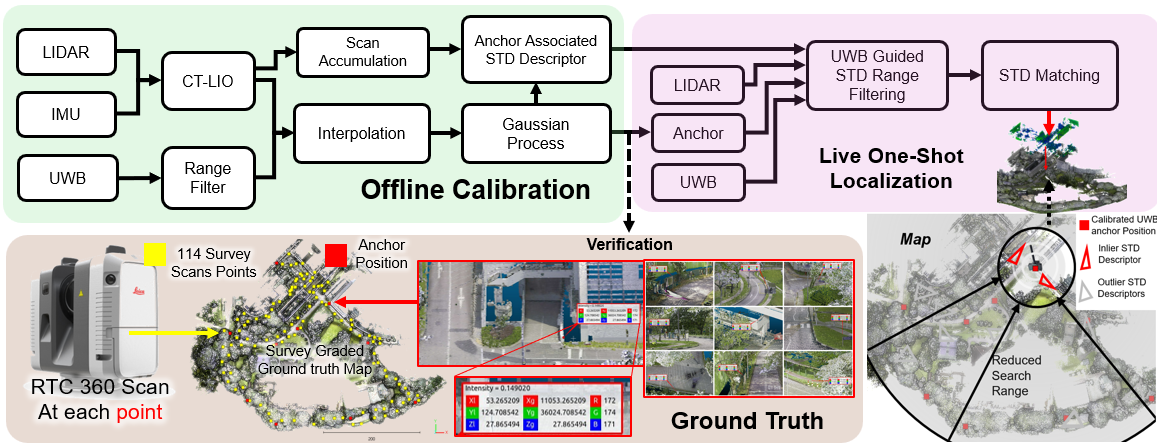 LIDAR
IMU
UWB
CT-LIO
Range
Filter
Scan
Accumulation
Interpolation
Anchor Associated
STD Descriptor
Gaussian
Process
Offline Calibration
LIDAR
Anchor
UWB
UWB Guided
STD Range
Filtering
STD Matching
Live One-Shot
Localization
Verification
114 Survey
Scans Points
Anchor
Position
Leica
RTC 360 Scan
At each point
Survey Graded
Ground truth Map
200
Intensity = 0.149020
Xl 53.265209 Xg 11053.265209 R 172
Yl 124.708542 Yg 36024.708542 G 174
Zl 27.865494 Zg 27.865494 B 171
Ground Truth
Map
Calibrated UWB
anchor Position
Inlier STD
Descriptor
Outlier STD
Descriptors
Reduced
Search
Range